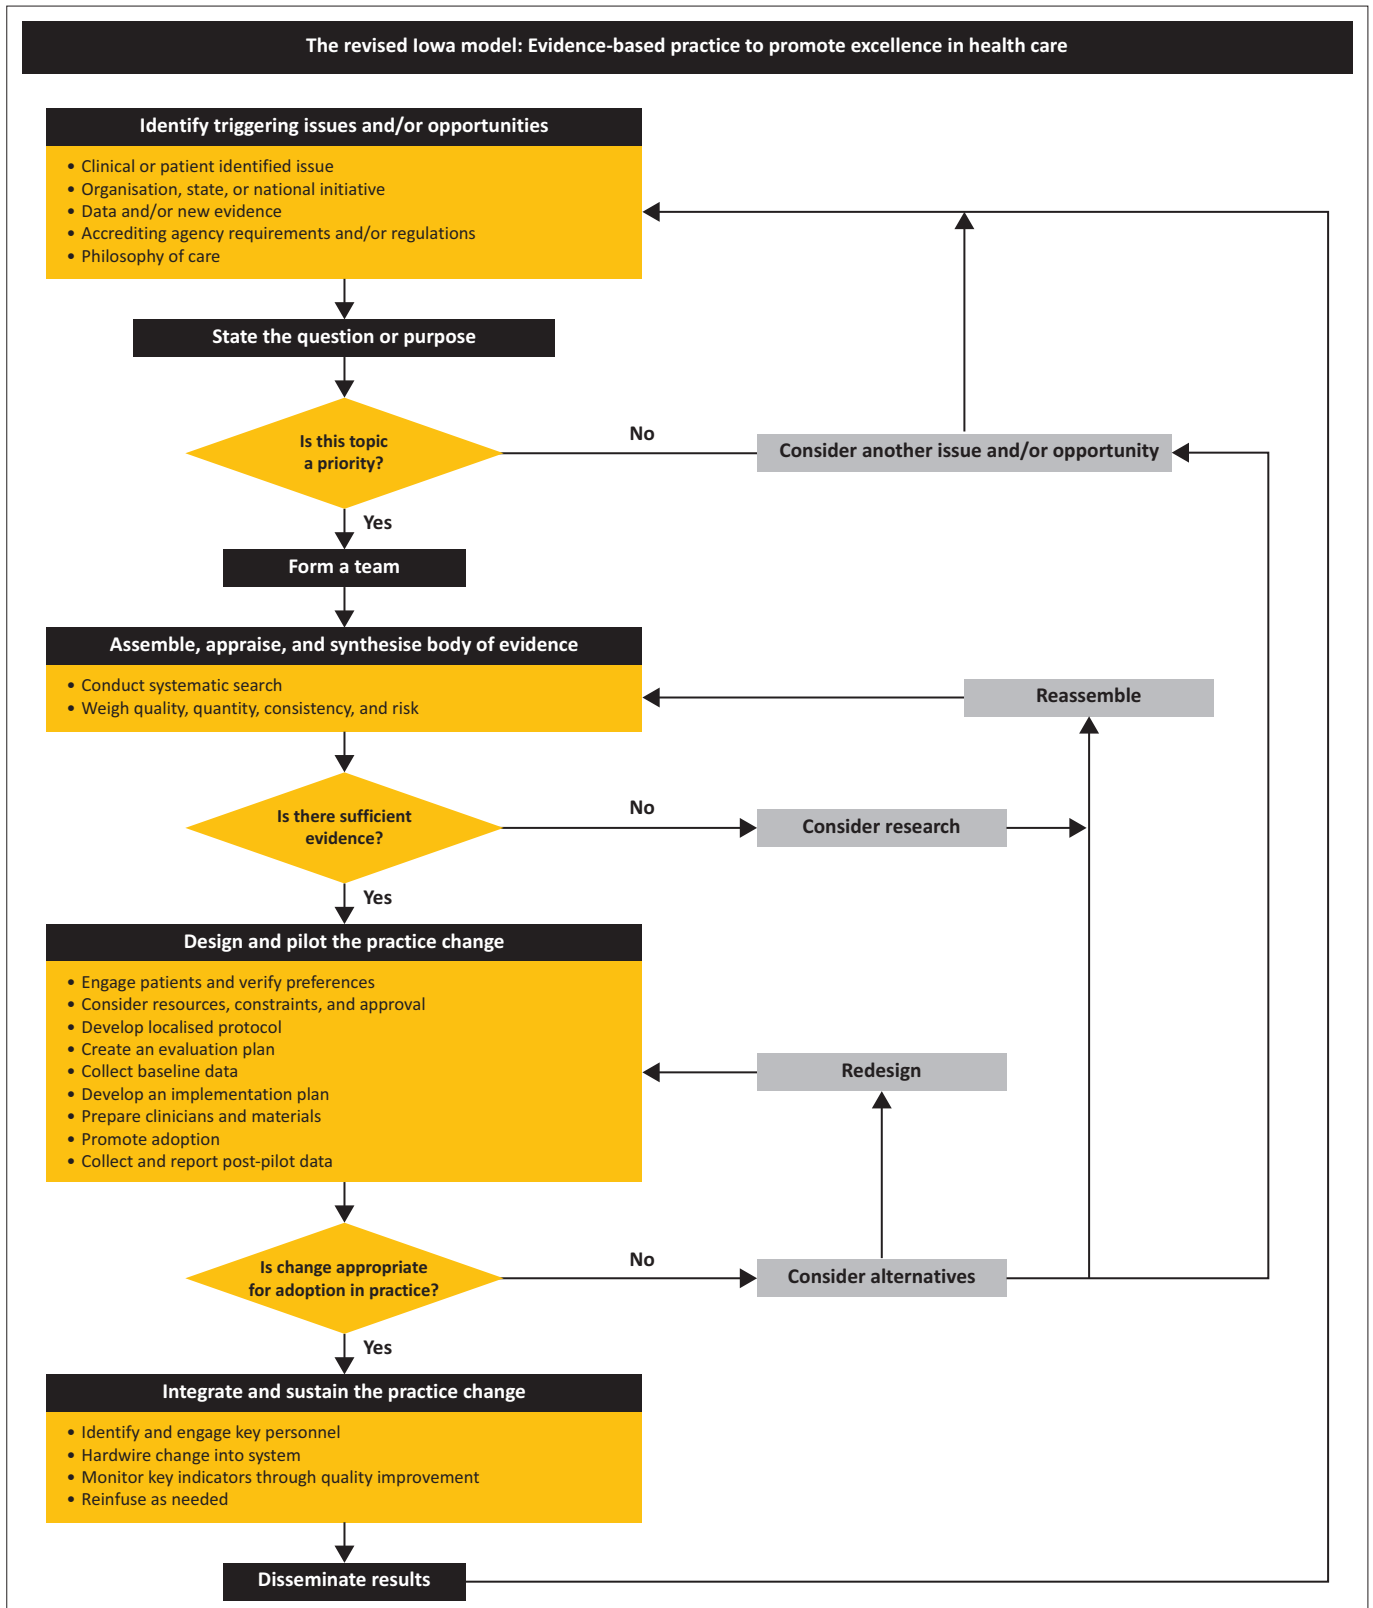 The revised Iowa model: Evidence-based practice to promote excellence in health care
Identify triggering issues and/or opportunities
• Clinical or patient identified issue
• Organisation, state, or national initiative
• Data and/or new evidence
• Accrediting agency requirements and/or regulations
• Philosophy of care
State the question or purpose
Is this topic
a priority?
No
Consider another issue and/or opportunity
Yes
Form a team
Assemble, appraise, and synthesise body of evidence
• Conduct systematic search
• Weigh quality, quantity, consistency, and risk
Reassemble
Is there sufficient
evidence?
No
Consider research
Yes
Design and pilot the practice change
• Engage patients and verify preferences
• Consider resources, constraints, and approval
• Develop localised protocol
• Create an evaluation plan
• Collect baseline data
• Develop an implementation plan
• Prepare clinicians and materials
• Promote adoption
• Collect and report post-pilot data
Redesign
Is change appropriate
for adoption in practice?
No
Consider alternatives
Yes
Integrate and sustain the practice change
• Identify and engage key personnel
• Hardwire change into system
• Monitor key indicators through quality improvement
• Reinfuse as needed
Disseminate results